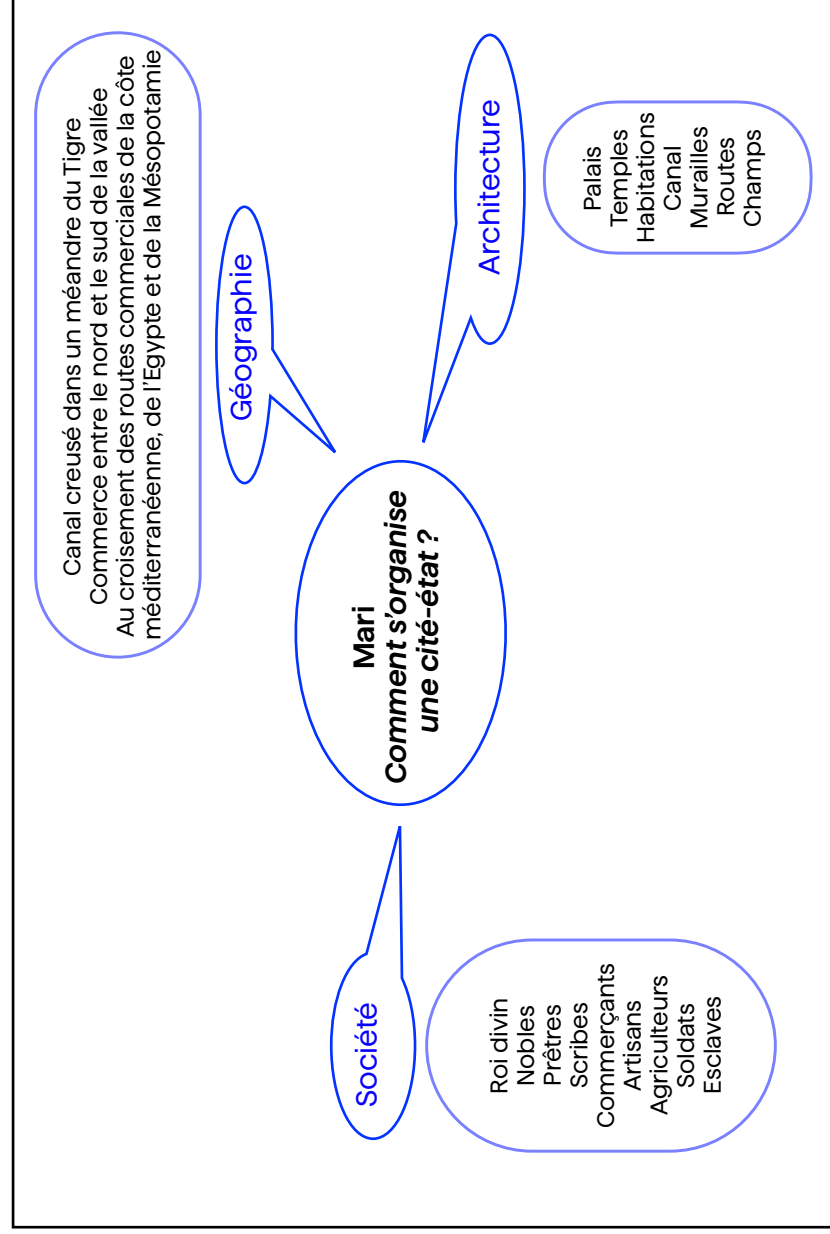 Mari
Comment s'organise
une cité-état ?
Géographie
Canal creusé dans un méandre du Tigre
Commerce entre le nord et le sud de la vallée
Au croisement des routes commerciales de la côte
méditerranéenne, de l'Egypte et de la Mésopotamie
Société
Roi divin
Nobles
Prêtres
Scribes
Commerçants
Artisans
Agriculteurs
Soldats
Esclaves
Architecture
Palais
Temples
Habitations
Canal
Murailles
Routes
Champs